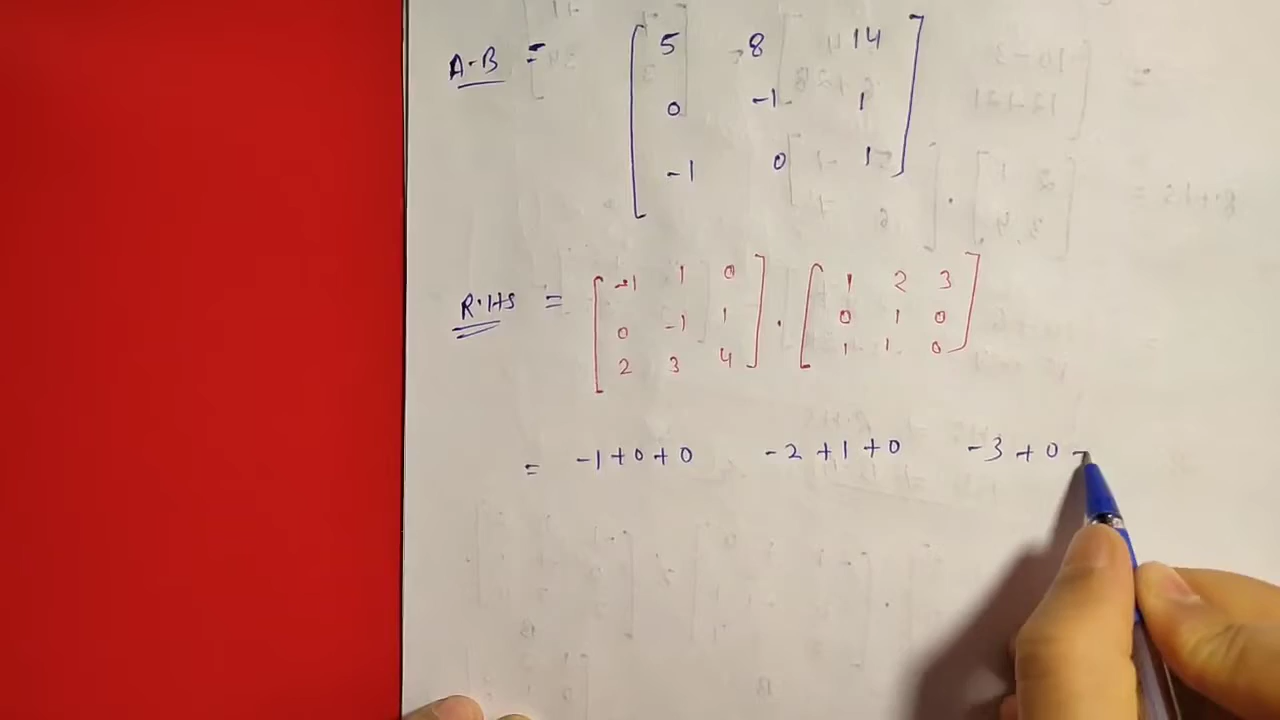 A·B = [ 5 8 14
0 -1 1
-1 0 1 ]
R·HS = [ -1 1 0 ] · [ 1 2 3 ]
[ 0 -1 1 ] [ 0 1 0 ]
[ 2 3 4 ] [ 1 1 0 ]
= -1+0+0 -2+1+0 -3+0